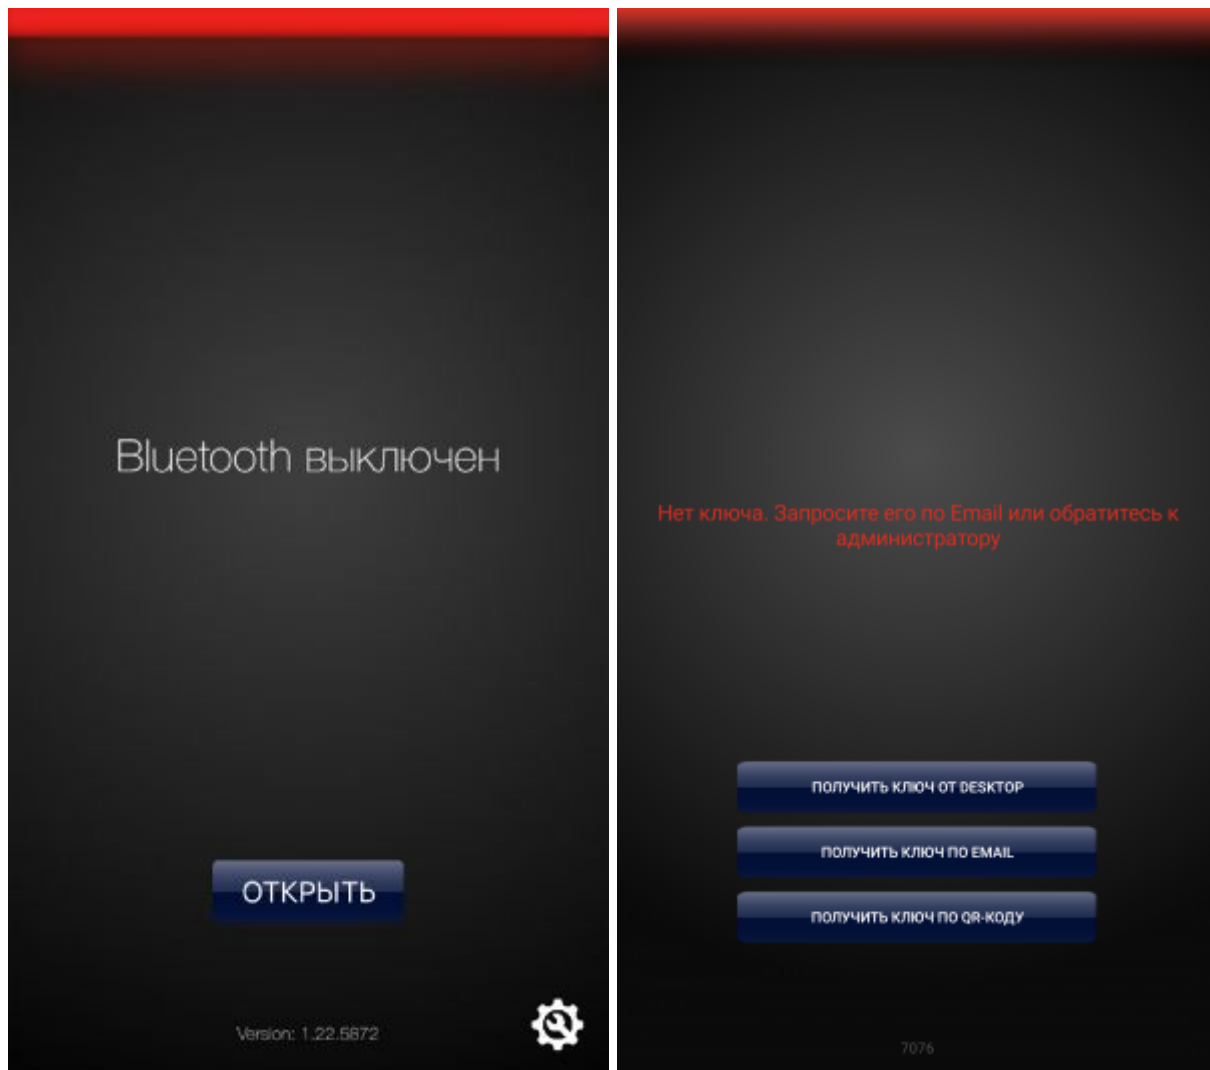 Bluetooth выключен
ОТКРЫТЬ
Version: 1.22.5872
Нет ключа. Запросите его по Email или обратитесь к
администратору
ПОЛУЧИТЬ КЛЮЧ ОТ DESKTOP
ПОЛУЧИТЬ КЛЮЧ ПО EMAIL
ПОЛУЧИТЬ КЛЮЧ ПО QR-КОДУ
7076